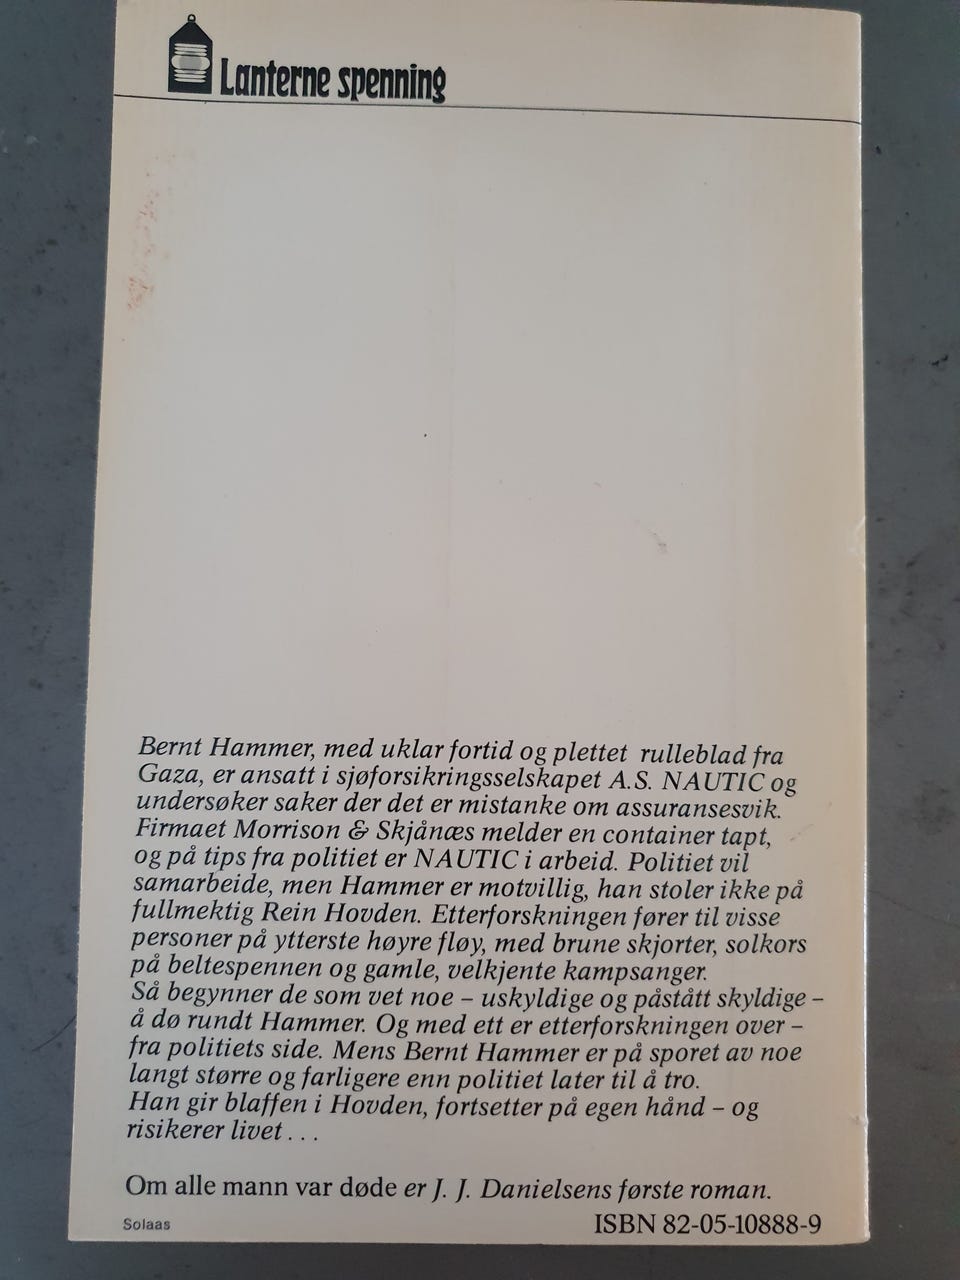 Lanterne spenning
Bernt Hammer, med uklar fortid og plettet rulleblad fra
Gaza, er ansatt i sjøforsikringsselskapet A.S. NAUTIC og
undersøker saker der det er mistanke om assuransesvik.
Firmaet Morrison & Skjånæs melder en container tapt,
og på tips fra politiet er NAUTIC i arbeid. Politiet vil
samarbeide, men Hammer er motvillig, han stoler ikke på
fullmektig Rein Hovden. Etterforskningen fører til visse
personer på ytterste høyre fløy, med brune skjorter, solkors
på beltespennen og gamle, velkjente kampsanger.
Så begynner de som vet noe – uskyldige og påstått skyldige –
å dø rundt Hammer. Og med ett er etterforskningen over –
fra politiets side. Mens Bernt Hammer er på sporet av noe
langt større og farligere enn politiet later til å tro.
Han gir blaffen i Hovden, fortsetter på egen hånd – og
risikerer livet . . .
Om alle mann var døde er J. J. Danielsens første roman.
Solaas
ISBN 82-05-10888-9